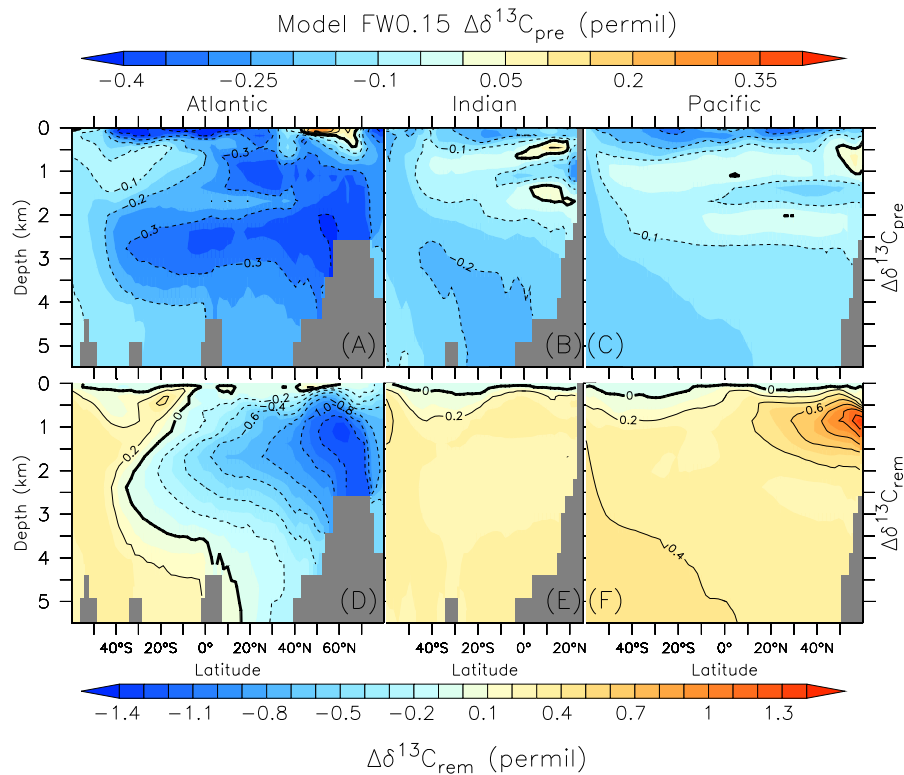 Model FW0.15 Δδ¹³C_pre (permil)
−0.4 −0.25 −0.1 0.05 0.2 0.35
Atlantic Indian Pacific
0 1 2 3 4 5
Depth (km)
−0.1 −0.2 −0.3 −0.3 −0.3
(A)
−0.1 −0.2
(B)
−0.1
(C)
Δδ¹³C_pre
0 1 2 3 4 5
Depth (km)
0.2 0 −0.2 −0.4 0.6 1.0 0.8
(D)
0 0.2
(E)
0 0.2 0.6 0.4
(F)
Δδ¹³C_rem
40°S 20°S 0° 20°N 40°N 60°N 40°S 20°S 0° 20°N 40°S 20°S 0° 20°N 40°N
Latitude Latitude Latitude
−1.4 −1.1 −0.8 −0.5 −0.2 0.1 0.4 0.7 1 1.3
Δδ¹³C_rem (permil)